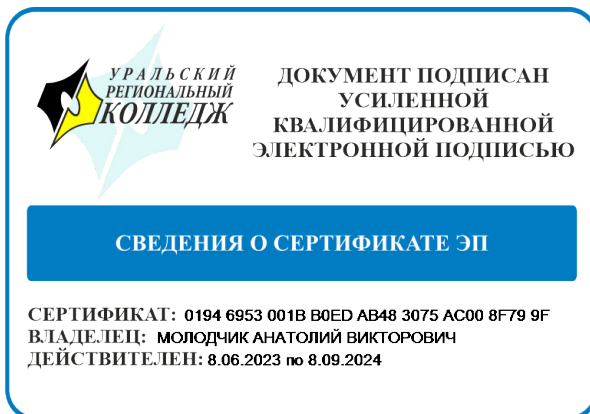 УРАЛЬСКИЙ
РЕГИОНАЛЬНЫЙ
КОЛЛЕДЖ
ДОКУМЕНТ ПОДПИСАН
УСИЛЕННОЙ
КВАЛИФИЦИРОВАННОЙ
ЭЛЕКТРОННОЙ ПОДПИСЬЮ
СВЕДЕНИЯ О СЕРТИФИКАТЕ ЭП
СЕРТИФИКАТ: 0194 6953 001B B0ED AB48 3075 AC00 8F79 9F
ВЛАДЕЛЕЦ: МОЛОДЧИК АНАТОЛИЙ ВИКТОРОВИЧ
ДЕЙСТВИТЕЛЕН: 8.06.2023 по 8.09.2024